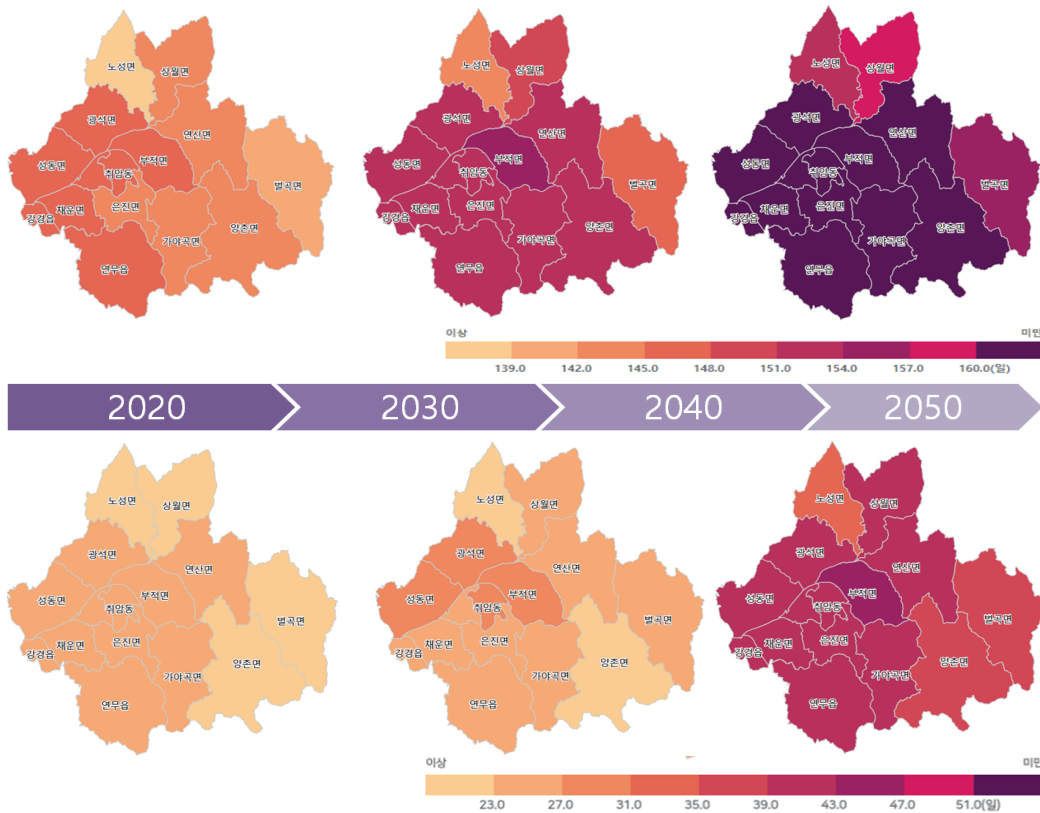 노성면
상월면
광석면
연산면
성동면
부적면
취암동
별곡면
채운면
은진면
강경읍
양촌면
가야곡면
연무읍
노성면
상월면
광석면
연산면
성동면
부적면
취암동
별곡면
채운면
은진면
강경읍
양촌면
가야곡면
연무읍
노성면
상월면
광석면
연산면
성동면
부적면
취암동
별곡면
채운면
은진면
강경읍
양촌면
가야곡면
연무읍
이상 미만
139.0 142.0 145.0 148.0 151.0 154.0 157.0 160.0(일)
2020 2030 2040 2050
노성면
상월면
광석면
연산면
성동면
부적면
취암동
별곡면
채운면
은진면
강경읍
양촌면
가야곡면
연무읍
노성면
상월면
광석면
연산면
성동면
부적면
취암동
별곡면
채운면
은진면
강경읍
양촌면
가야곡면
연무읍
노성면
상월면
광석면
연산면
성동면
부적면
취암동
별곡면
채운면
은진면
강경읍
양촌면
가야곡면
연무읍
이상 미만
23.0 27.0 31.0 35.0 39.0 43.0 47.0 51.0(일)